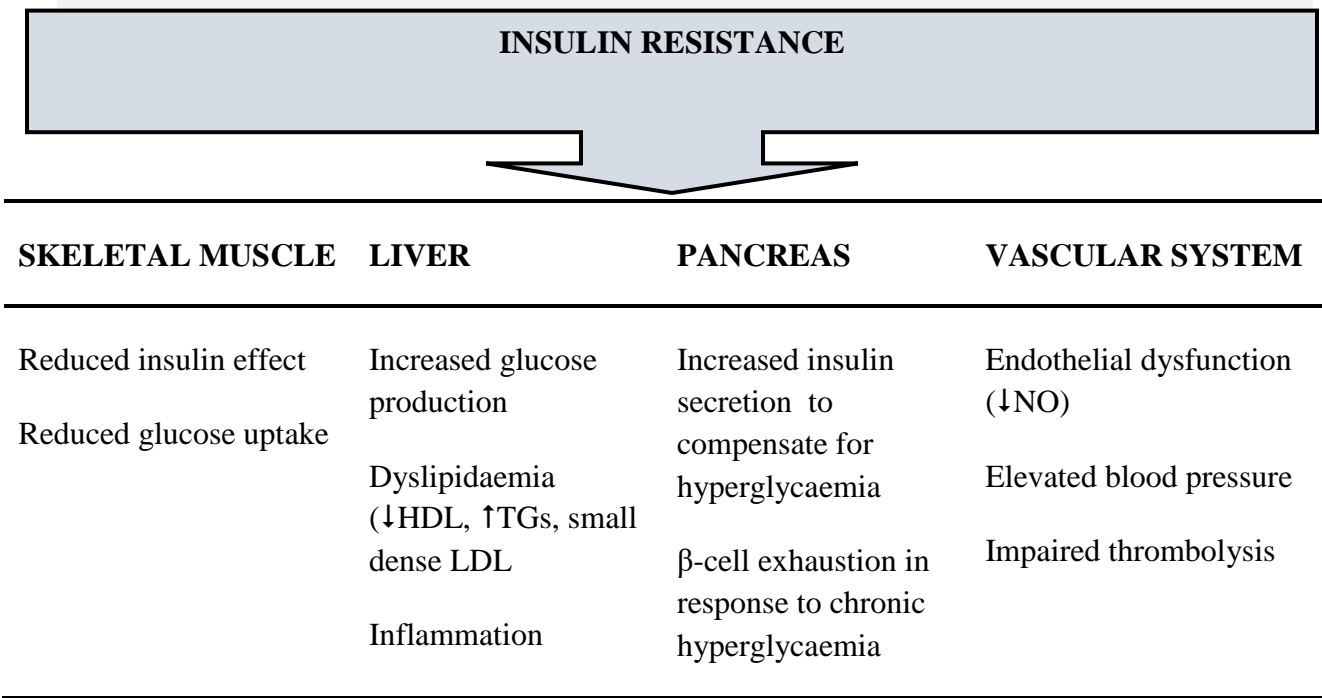 INSULIN RESISTANCE
SKELETAL MUSCLE LIVER PANCREAS VASCULAR SYSTEM
Reduced insulin effect
Reduced glucose uptake
Increased glucose
production
Dyslipidaemia
(↓HDL, ↑TGs, small
dense LDL
Inflammation
Increased insulin
secretion to
compensate for
hyperglycaemia
β-cell exhaustion in
response to chronic
hyperglycaemia
Endothelial dysfunction
(↓NO)
Elevated blood pressure
Impaired thrombolysis